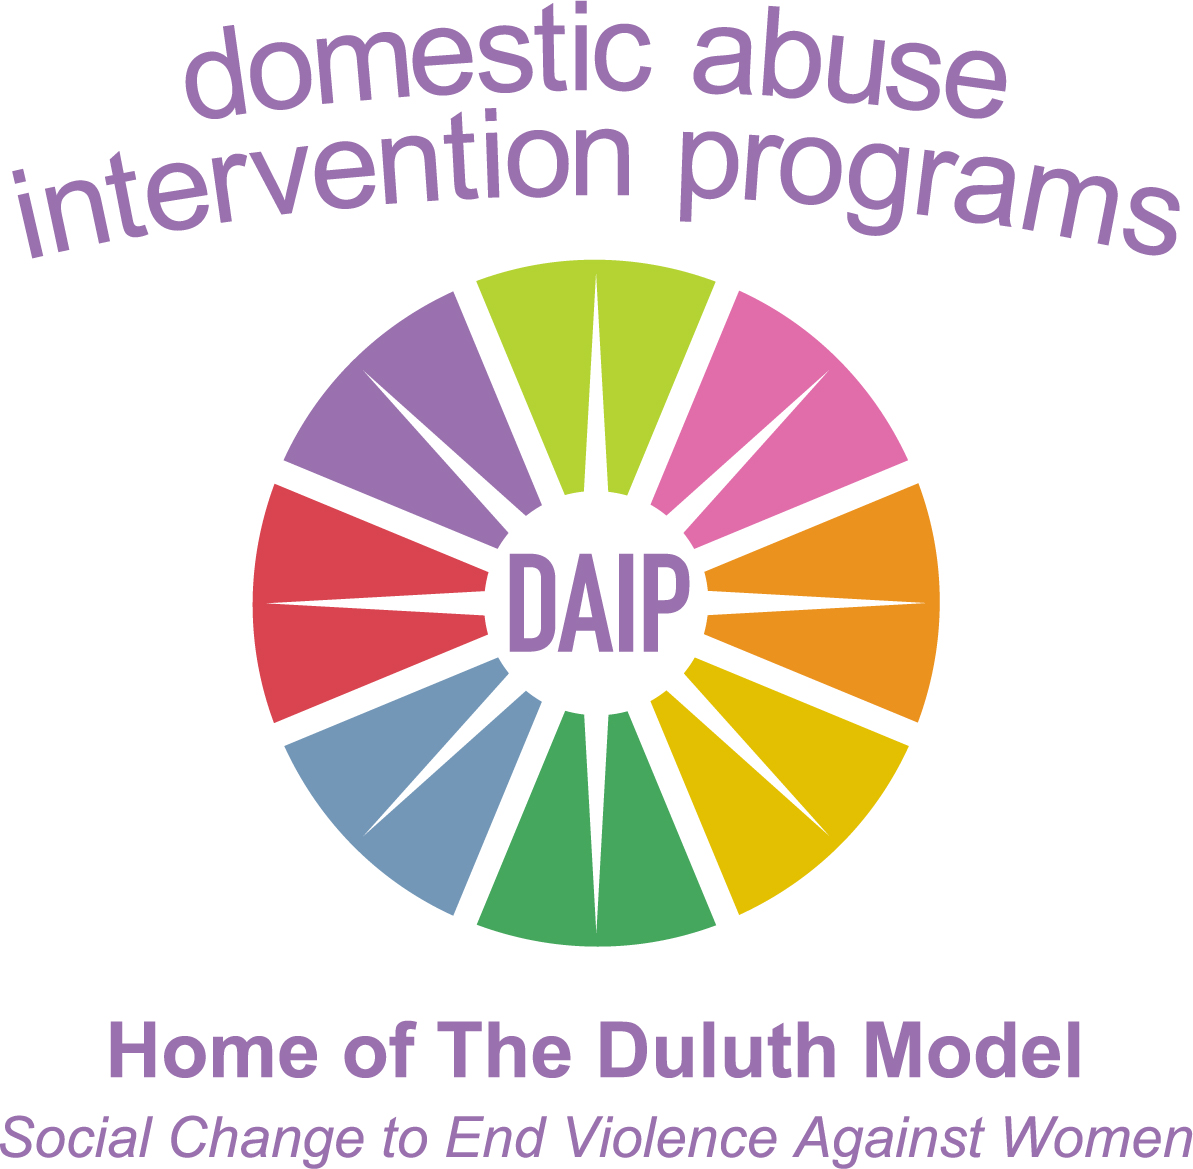 domestic abuse
intervention programs
DAIP
Home of The Duluth Model
Social Change to End Violence Against Women